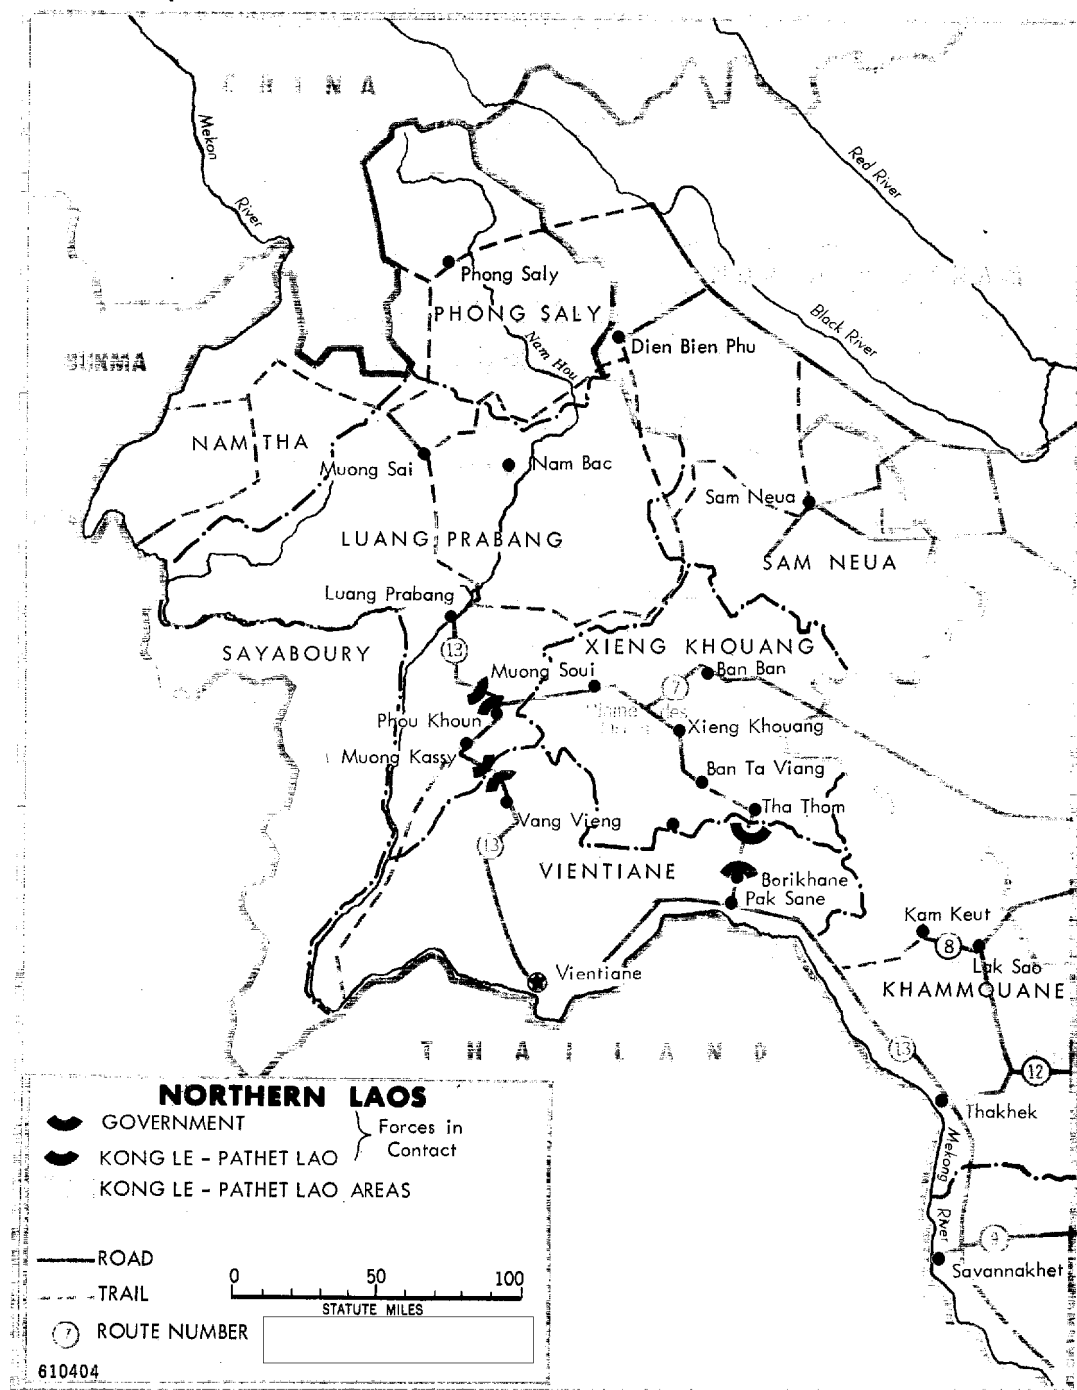 CHINA
Mekon
River
Red River
Phong Saly
PHONG SALY
Nam Hou
Black River
Dien Bien Phu
BURMA
NAM THA
Muong Sai
Nam Bac
Sam Neua
LUANG PRABANG
SAM NEUA
Luang Prabang
13
SAYABOURY
XIENG KHOUANG
Muong Soui
7
Ban Ban
Plaine des
Phou Khoun
Xieng Khouang
Muong Kassy
Ban Ta Viang
Tha Thom
Vang Vieng
13
VIENTIANE
Borikhane
Pak Sane
Kam Keut
8
Lak Sao
Vientiane
KHAMMOUANE
THAILAND
13
12
Thakhek
Mekong
River
4
Savannakhet
NORTHERN LAOS
GOVERNMENT
KONG LE - PATHET LAO
Forces in
Contact
KONG LE - PATHET LAO AREAS
ROAD
TRAIL
7 ROUTE NUMBER
0 50 100
STATUTE MILES
610404